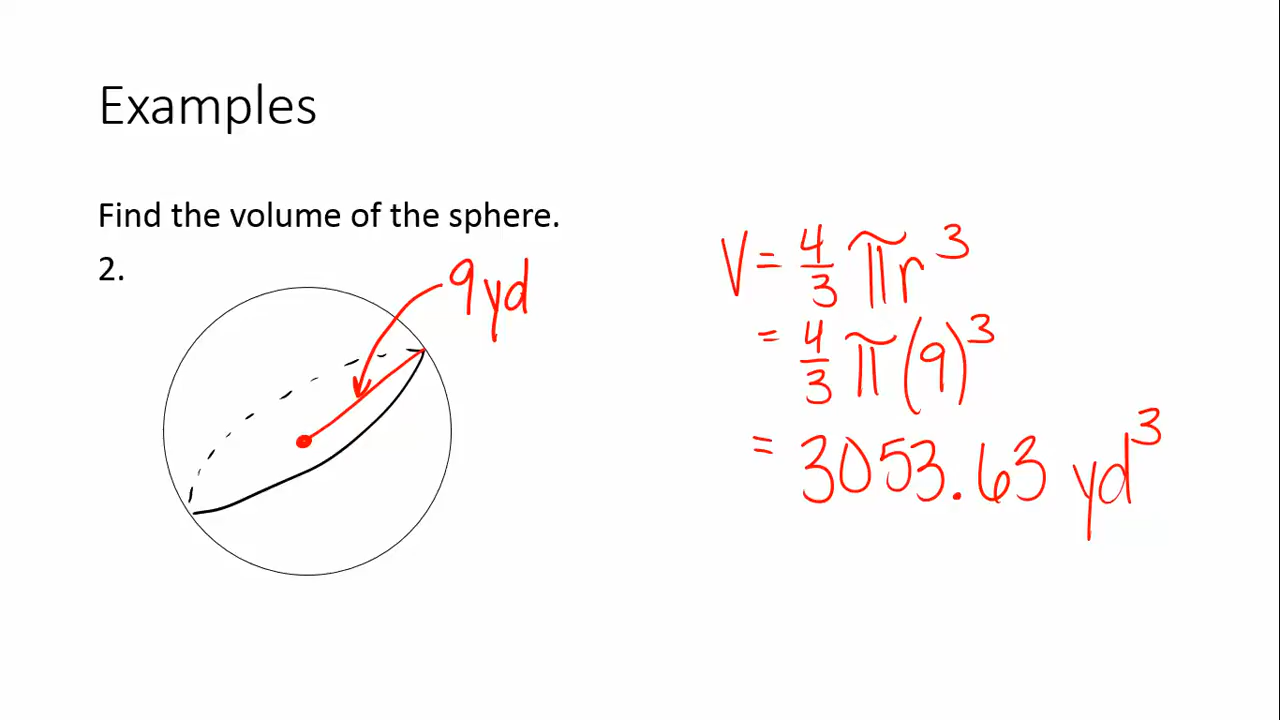 Examples
Find the volume of the sphere.
2.
9yd
V = 4/3 πr³
= 4/3 π(9)³
= 3053.63 yd³